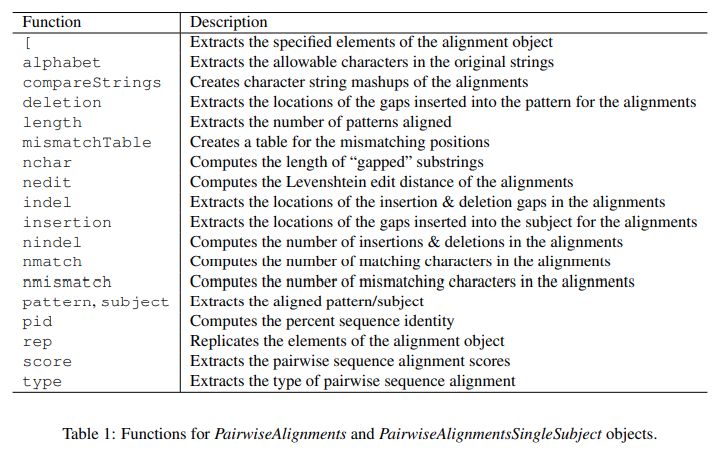 Function Description
[ Extracts the specified elements of the alignment object
alphabet Extracts the allowable characters in the original strings
compareStrings Creates character string mashups of the alignments
deletion Extracts the locations of the gaps inserted into the pattern for the alignments
length Extracts the number of patterns aligned
mismatchTable Creates a table for the mismatching positions
nchar Computes the length of “gapped” substrings
nedit Computes the Levenshtein edit distance of the alignments
indel Extracts the locations of the insertion & deletion gaps in the alignments
insertion Extracts the locations of the gaps inserted into the subject for the alignments
nindel Computes the number of insertions & deletions in the alignments
nmatch Computes the number of matching characters in the alignments
nmismatch Computes the number of mismatching characters in the alignments
pattern, subject Extracts the aligned pattern/subject
pid Computes the percent sequence identity
rep Replicates the elements of the alignment object
score Extracts the pairwise sequence alignment scores
type Extracts the type of pairwise sequence alignment
Table 1: Functions for PairwiseAlignments and PairwiseAlignmentsSingleSubject objects.